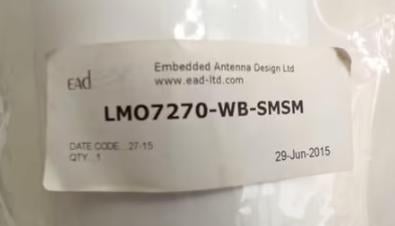 ead
Embedded Antenna Design Ltd
www.ead-ltd.com
LMO7270-WB-SMSM
DATE CODE...27-15
QTY...1
29-Jun-2015